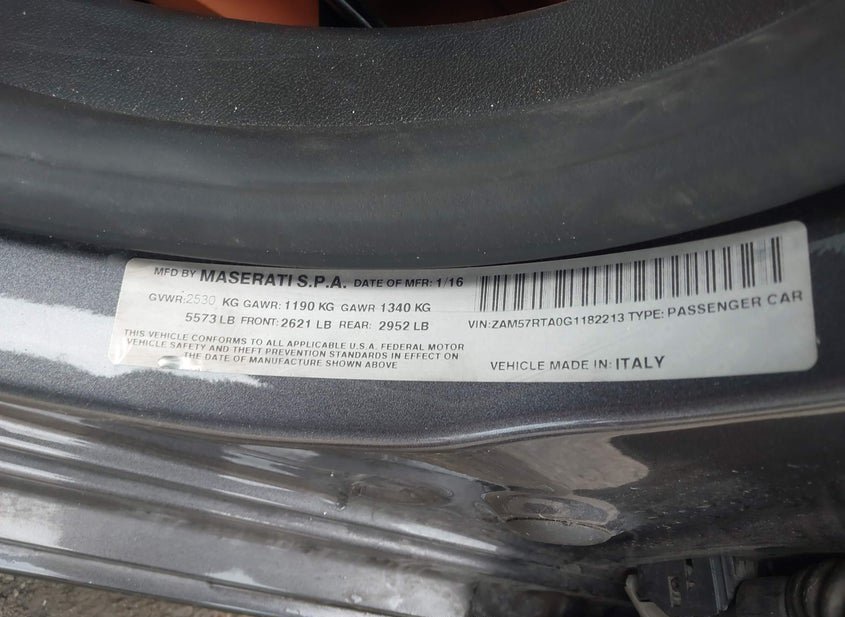 MFD BY MASERATI S.P.A. DATE OF MFR: 1/16
GVWR:2530 KG GAWR: 1190 KG GAWR 1340 KG
5573 LB FRONT: 2621 LB REAR: 2952 LB
THIS VEHICLE CONFORMS TO ALL APPLICABLE U.S.A. FEDERAL MOTOR
VEHICLE SAFETY AND THEFT PREVENTION STANDARDS IN EFFECT ON
THE DATE OF MANUFACTURE SHOWN ABOVE
VIN:ZAM57RTA0G1182213 TYPE: PASSENGER CAR
VEHICLE MADE IN: ITALY